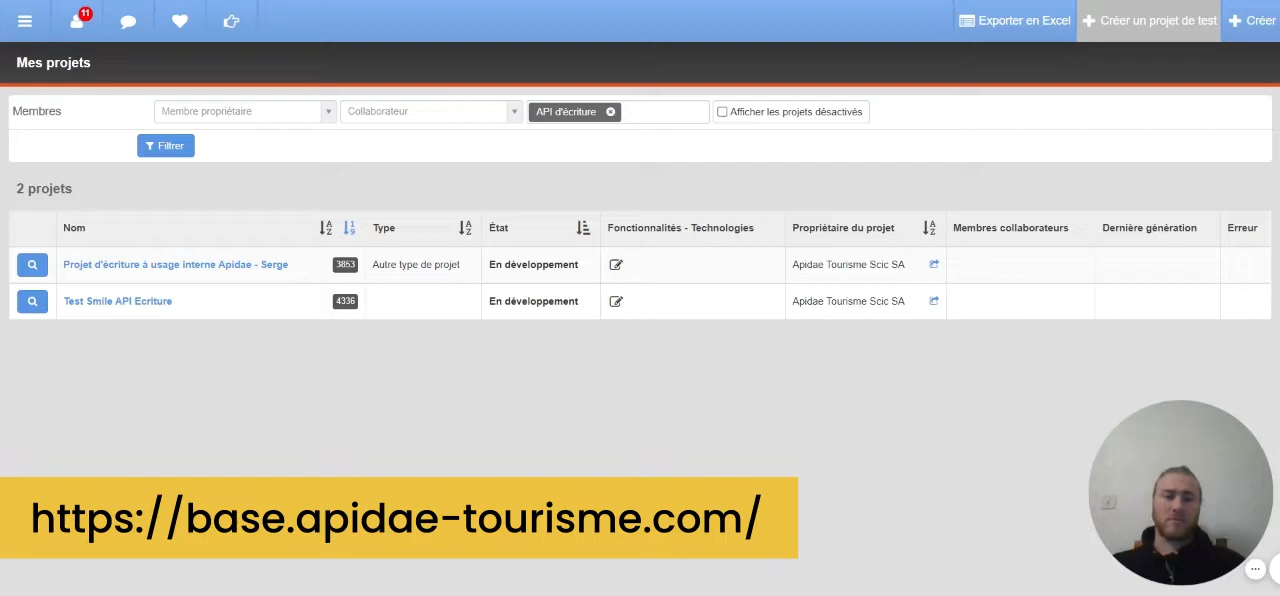 11
Exporter en Excel
Créer un projet de test
Créer
Mes projets
Membres
Membre propriétaire
Collaborateur
API d'écriture
Afficher les projets désactivés
Filtrer
2 projets
Nom Type État Fonctionnalités - Technologies Propriétaire du projet Membres collaborateurs Dernière génération Erreur
Projet d'écriture à usage interne Apidae - Serge 3853 Autre type de projet En développement Apidae Tourisme Scic SA
Test Smile API Ecriture 4336 En développement Apidae Tourisme Scic SA
https://base.apidae-tourisme.com/